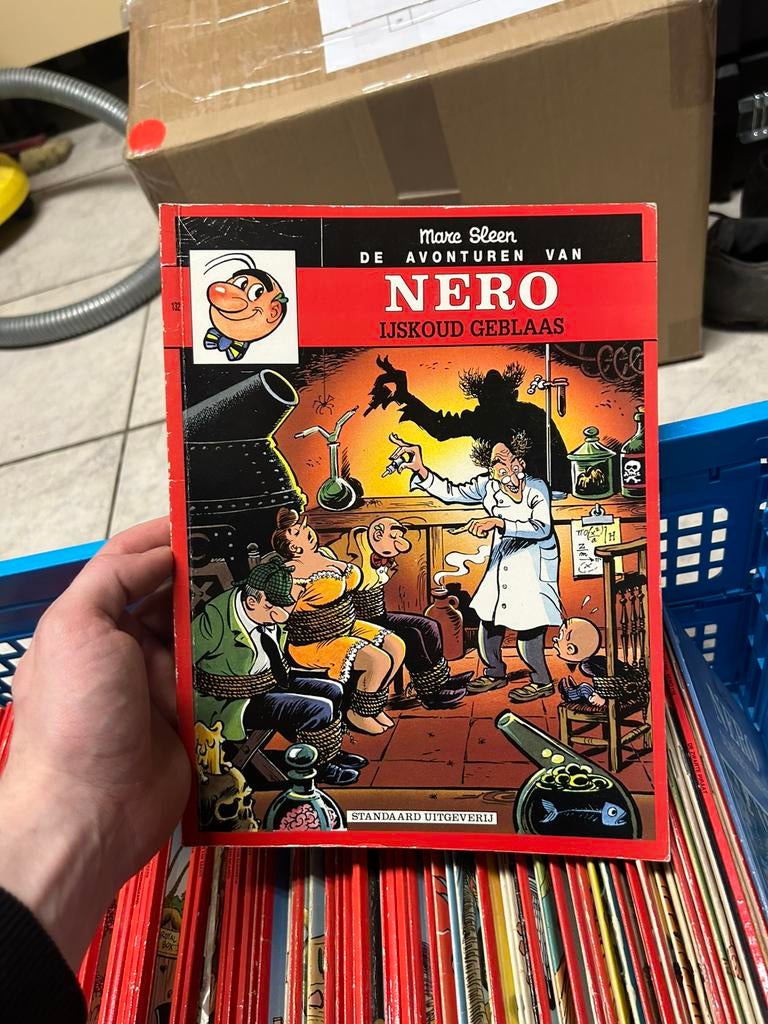 Marc Sleen
DE AVONTUREN VAN
NERO
IJSKOUD GEBLAAS
132
STANDAARD UITGEVERIJ